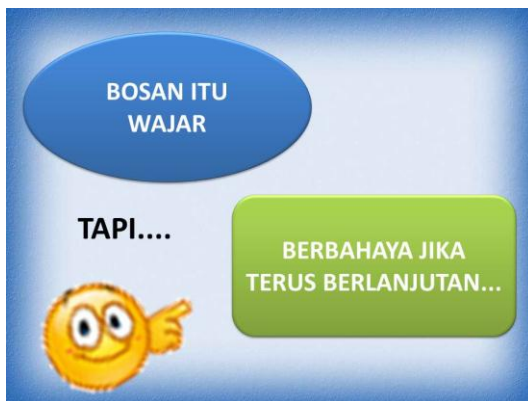 BOSAN ITU
WAJAR
TAPI....
BERBAHAYA JIKA
TERUS BERLANJUTAN...